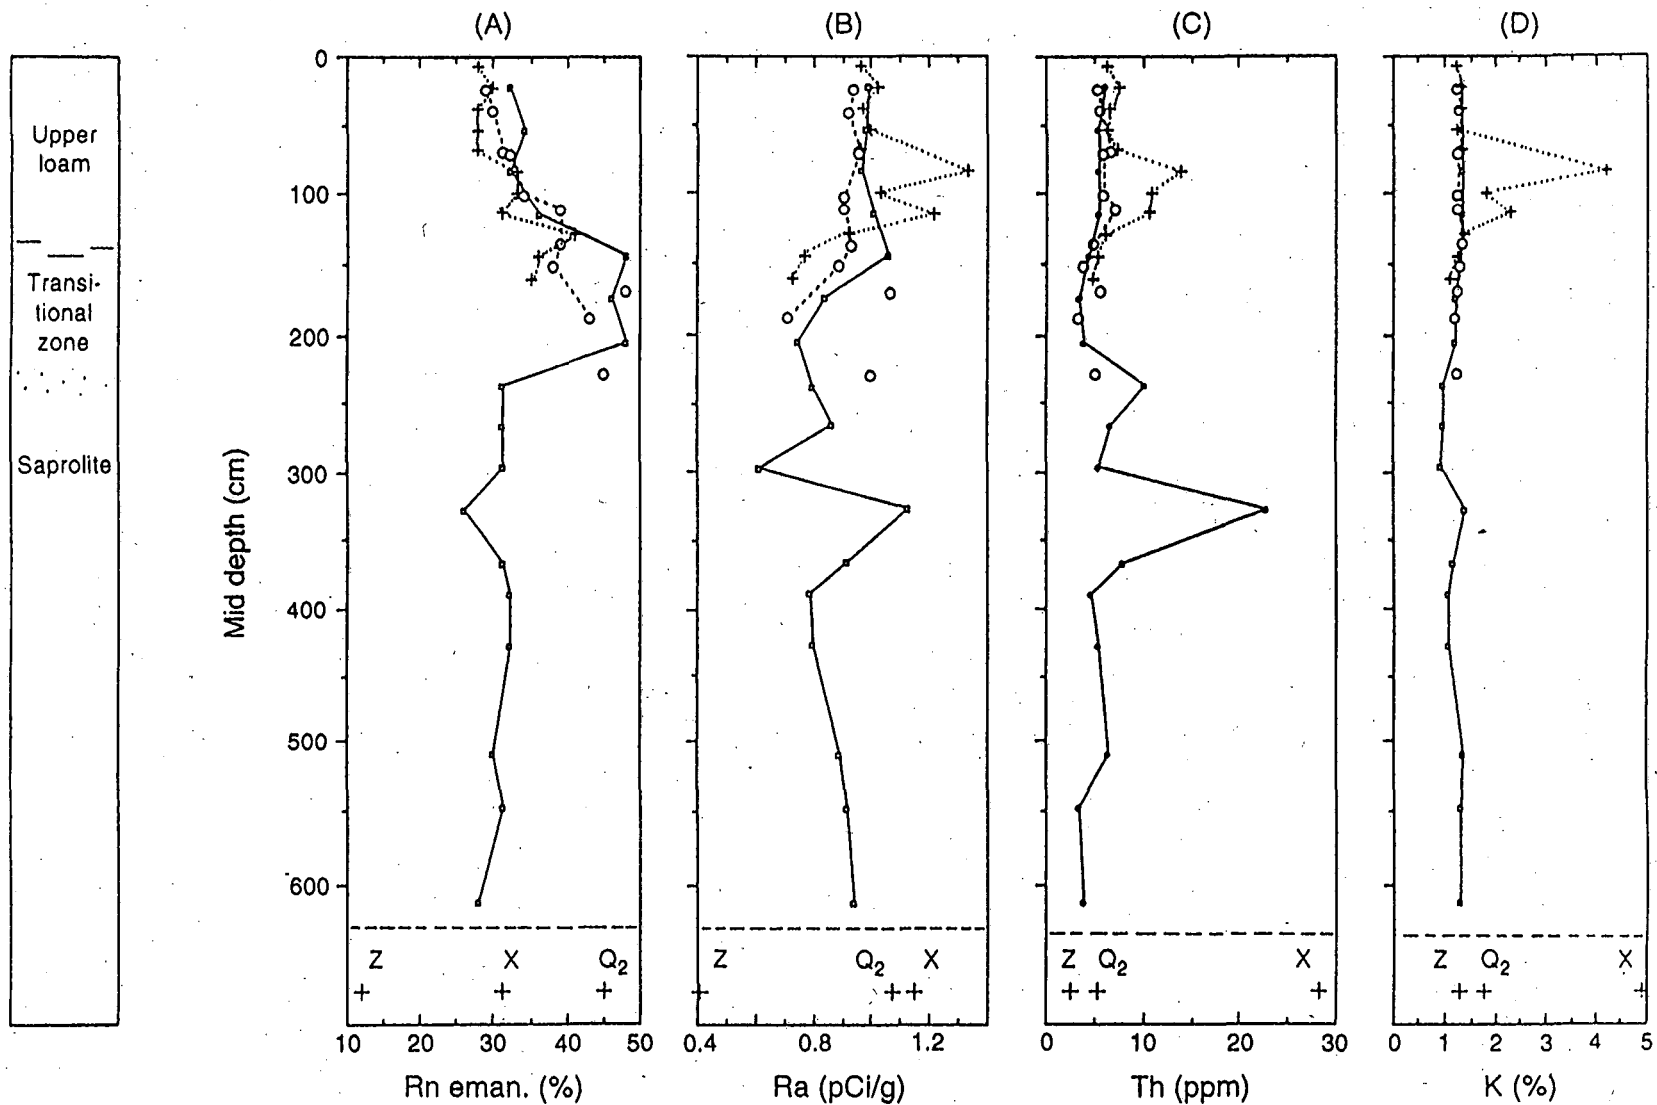 (A)
(B)
(C)
(D)
Upper
loam
Transi-
tional
zone
Saprolite
Mid depth (cm)
0
100
200
300
400
500
600
Z X Q2
Z Q2 X
Z Q2 X
Z Q2 X
10 20 30 40 50
0.4 0.8 1.2
0 10 20 30
0 1 2 3 4 5
Rn eman. (%)
Ra (pCi/g)
Th (ppm)
K (%)